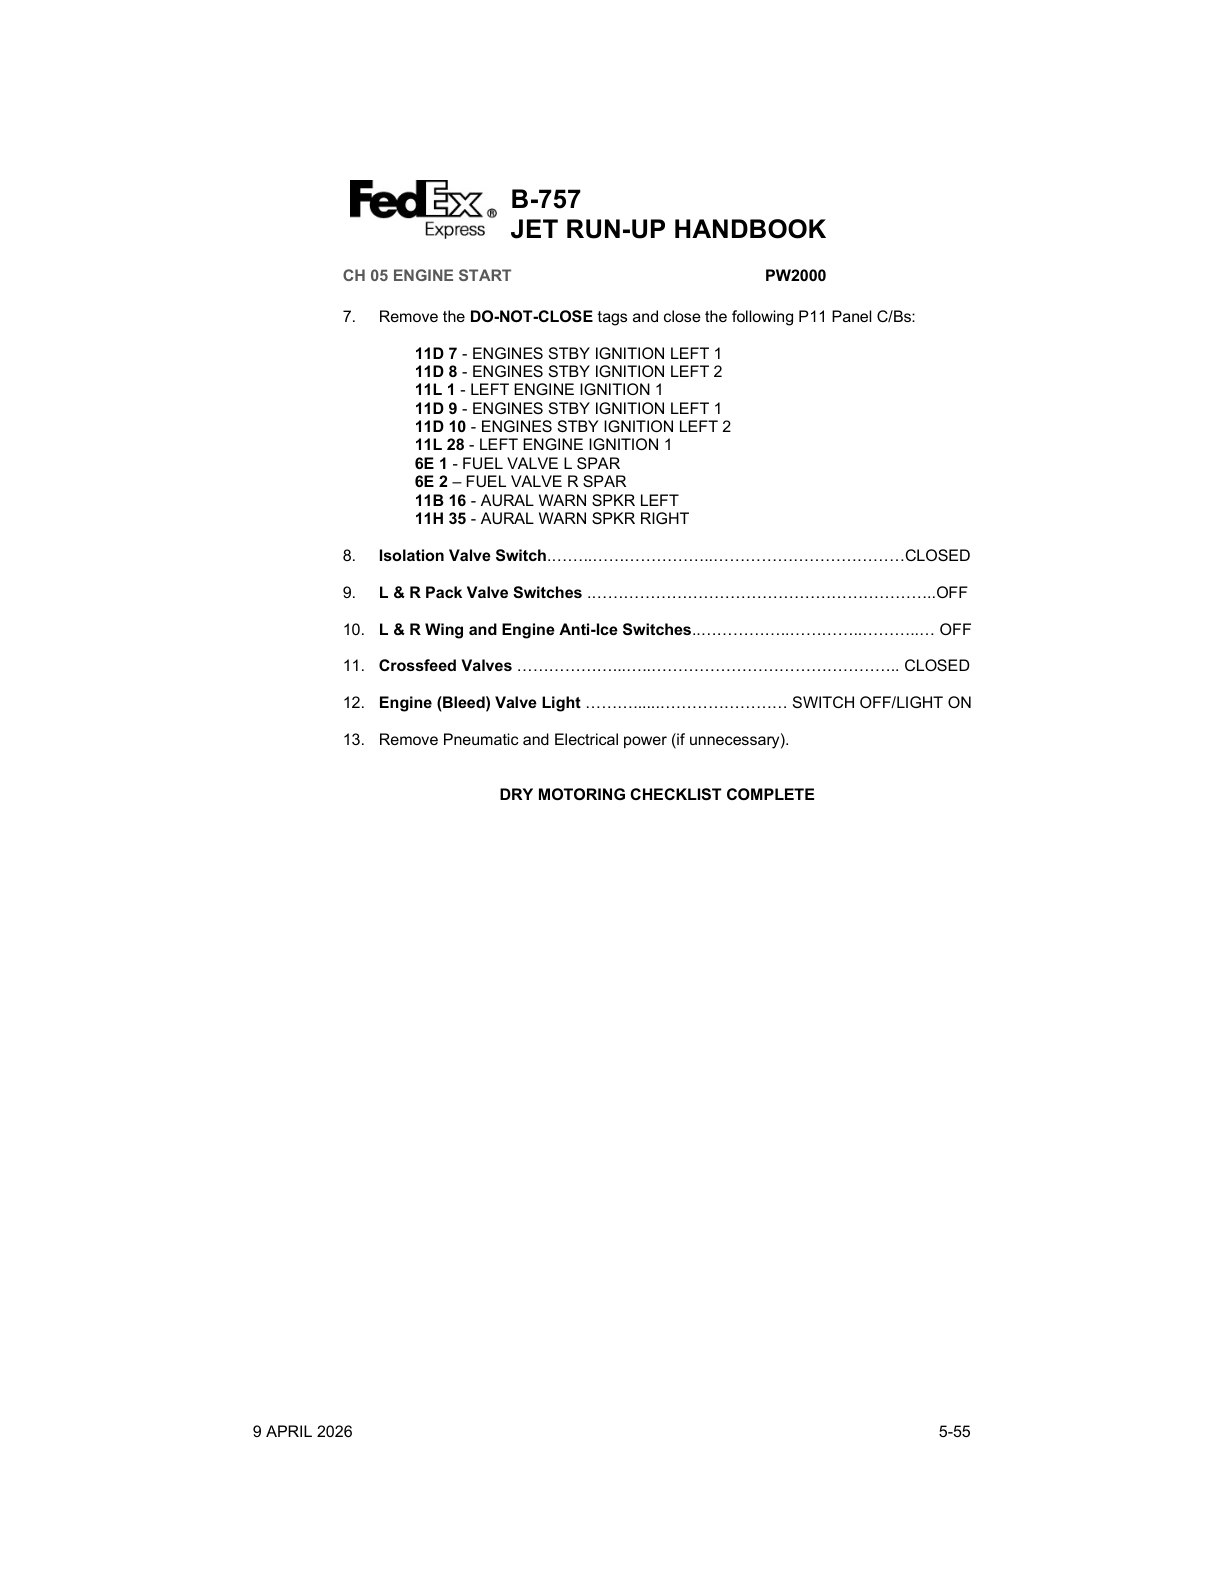 FedEx® B-757
Express JET RUN-UP HANDBOOK
CH 05 ENGINE START PW2000
7. Remove the DO-NOT-CLOSE tags and close the following P11 Panel C/Bs:
11D 7 - ENGINES STBY IGNITION LEFT 1
11D 8 - ENGINES STBY IGNITION LEFT 2
11L 1 - LEFT ENGINE IGNITION 1
11D 9 - ENGINES STBY IGNITION LEFT 1
11D 10 - ENGINES STBY IGNITION LEFT 2
11L 28 - LEFT ENGINE IGNITION 1
6E 1 - FUEL VALVE L SPAR
6E 2 – FUEL VALVE R SPAR
11B 16 - AURAL WARN SPKR LEFT
11H 35 - AURAL WARN SPKR RIGHT
8. Isolation Valve Switch.……..…………………..………………………………CLOSED
9. L & R Pack Valve Switches .………………………………………………………..OFF
10. L & R Wing and Engine Anti-Ice Switches..……………..…………..………..… OFF
11. Crossfeed Valves ………………...…..……………………………………….. CLOSED
12. Engine (Bleed) Valve Light ………......…………………… SWITCH OFF/LIGHT ON
13. Remove Pneumatic and Electrical power (if unnecessary).
DRY MOTORING CHECKLIST COMPLETE
9 APRIL 2026 5-55